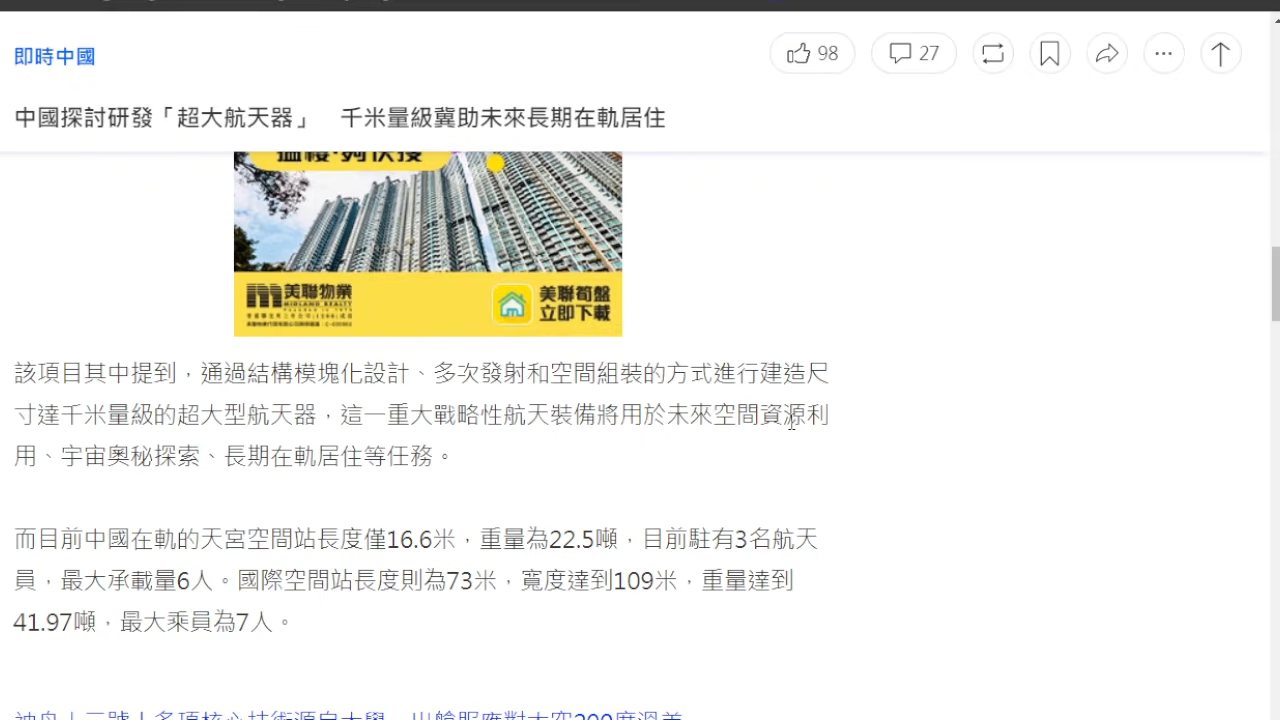 即時中國
98
27
中國探討研發「超大航天器」 千米量級冀助未來長期在軌居住
美聯物業
MIDLAND REALTY
美聯筍盤
立即下載
該項目其中提到，通過結構模塊化設計、多次發射和空間組裝的方式進行建造尺
寸達千米量級的超大型航天器，這一重大戰略性航天裝備將用於未來空間資源利
用、宇宙奧秘探索、長期在軌居住等任務。
而目前中國在軌的天宮空間站長度僅16.6米，重量為22.5噸，目前駐有3名航天
員，最大承載量6人。國際空間站長度則為73米，寬度達到109米，重量達到
41.97噸，最大乘員為7人。